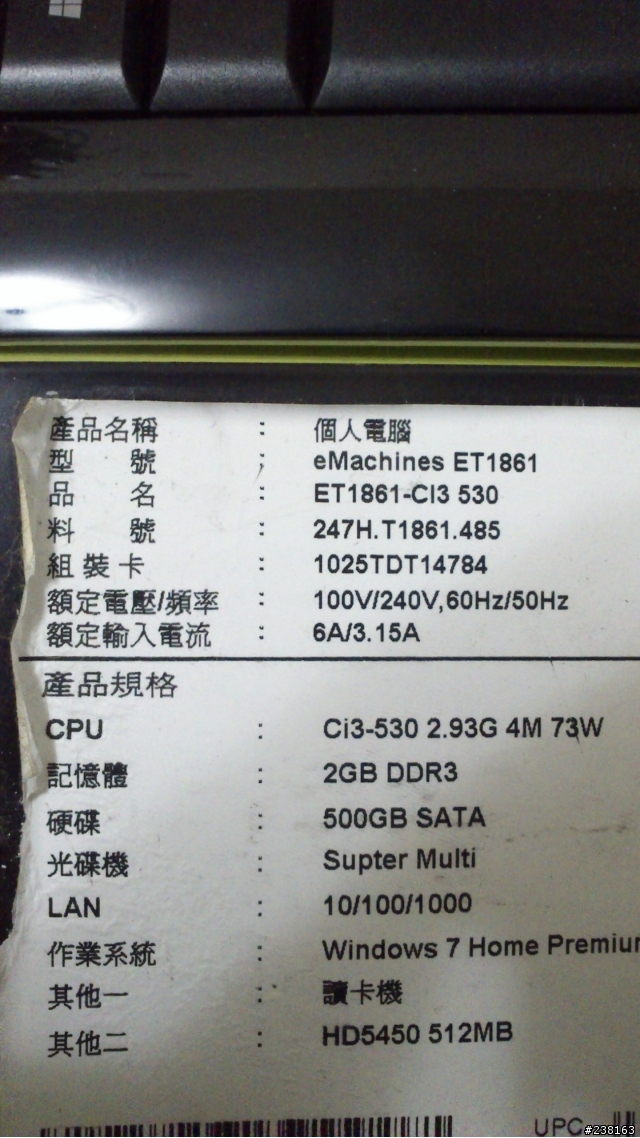 產品名稱 : 個人電腦
型 號 : eMachines ET1861
品 名 : ET1861-CI3 530
料 號 : 247H.T1861.485
組裝卡 : 1025TDT14784
額定電壓/頻率 : 100V/240V,60Hz/50Hz
額定輸入電流 : 6A/3.15A
產品規格
CPU : Ci3-530 2.93G 4M 73W
記憶體 : 2GB DDR3
硬碟 : 500GB SATA
光碟機 : Supter Multi
LAN : 10/100/1000
作業系統 : Windows 7 Home Premium
其他一 : 讀卡機
其他二 : HD5450 512MB
UPC
#238163